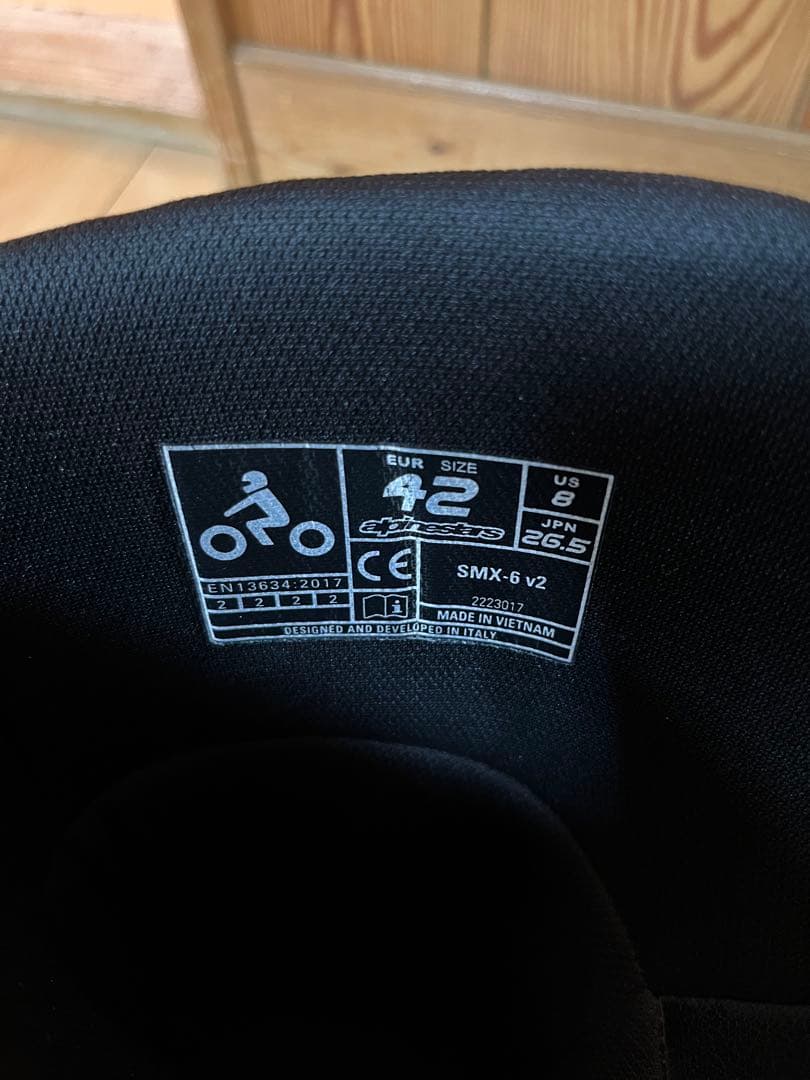 EUR SIZE
42
alpinestars
US
8
JPN
26.5
EN13634:2017
2 2 2 2
CE
i
SMX-6 v2
2223017
MADE IN VIETNAM
DESIGNED AND DEVELOPED IN ITALY